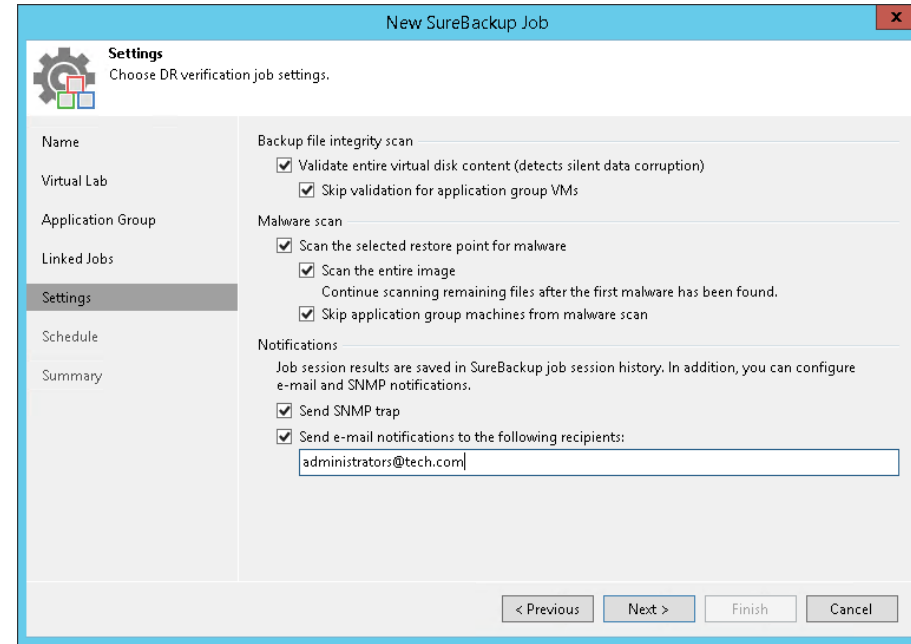 New SureBackup Job
x
Settings
Choose DR verification job settings.
Name
Virtual Lab
Application Group
Linked Jobs
Settings
Schedule
Summary
Backup file integrity scan
Validate entire virtual disk content (detects silent data corruption)
Skip validation for application group VMs
Malware scan
Scan the selected restore point for malware
Scan the entire image
Continue scanning remaining files after the first malware has been found.
Skip application group machines from malware scan
Notifications
Job session results are saved in SureBackup job session history. In addition, you can configure
e-mail and SNMP notifications.
Send SNMP trap
Send e-mail notifications to the following recipients:
administrators@tech.com
< Previous
Next >
Finish
Cancel